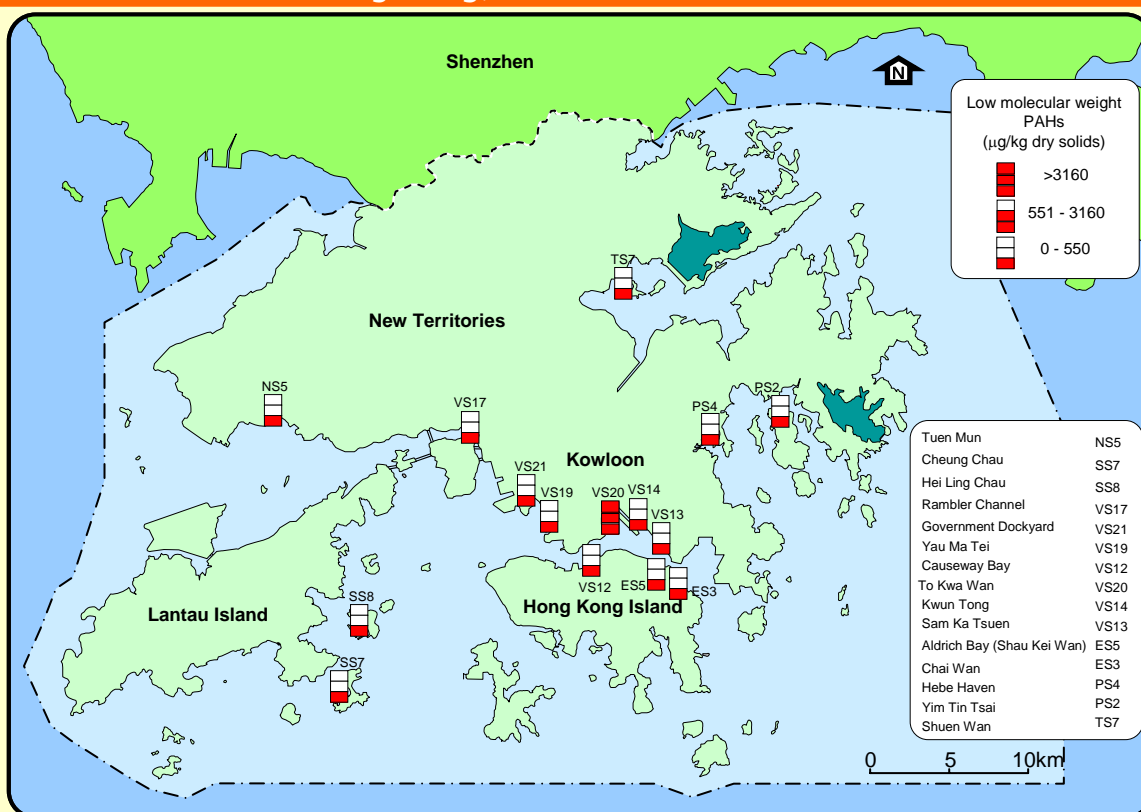 Shenzhen
N
Low molecular weight
PAHs
(µg/kg dry solids)
>3160
551 - 3160
0 - 550
TS7
New Territories
NS5
VS17
PS2
PS4
Kowloon
VS21
VS19
VS20
VS14
VS13
VS12
ES5
ES3
Hong Kong Island
Lantau Island
SS8
SS7
Tuen Mun NS5
Cheung Chau SS7
Hei Ling Chau SS8
Rambler Channel VS17
Government Dockyard VS21
Yau Ma Tei VS19
Causeway Bay VS12
To Kwa Wan VS20
Kwun Tong VS14
Sam Ka Tsuen VS13
Aldrich Bay (Shau Kei Wan) ES5
Chai Wan ES3
Hebe Haven PS4
Yim Tin Tsai PS2
Shuen Wan TS7
0 5 10km